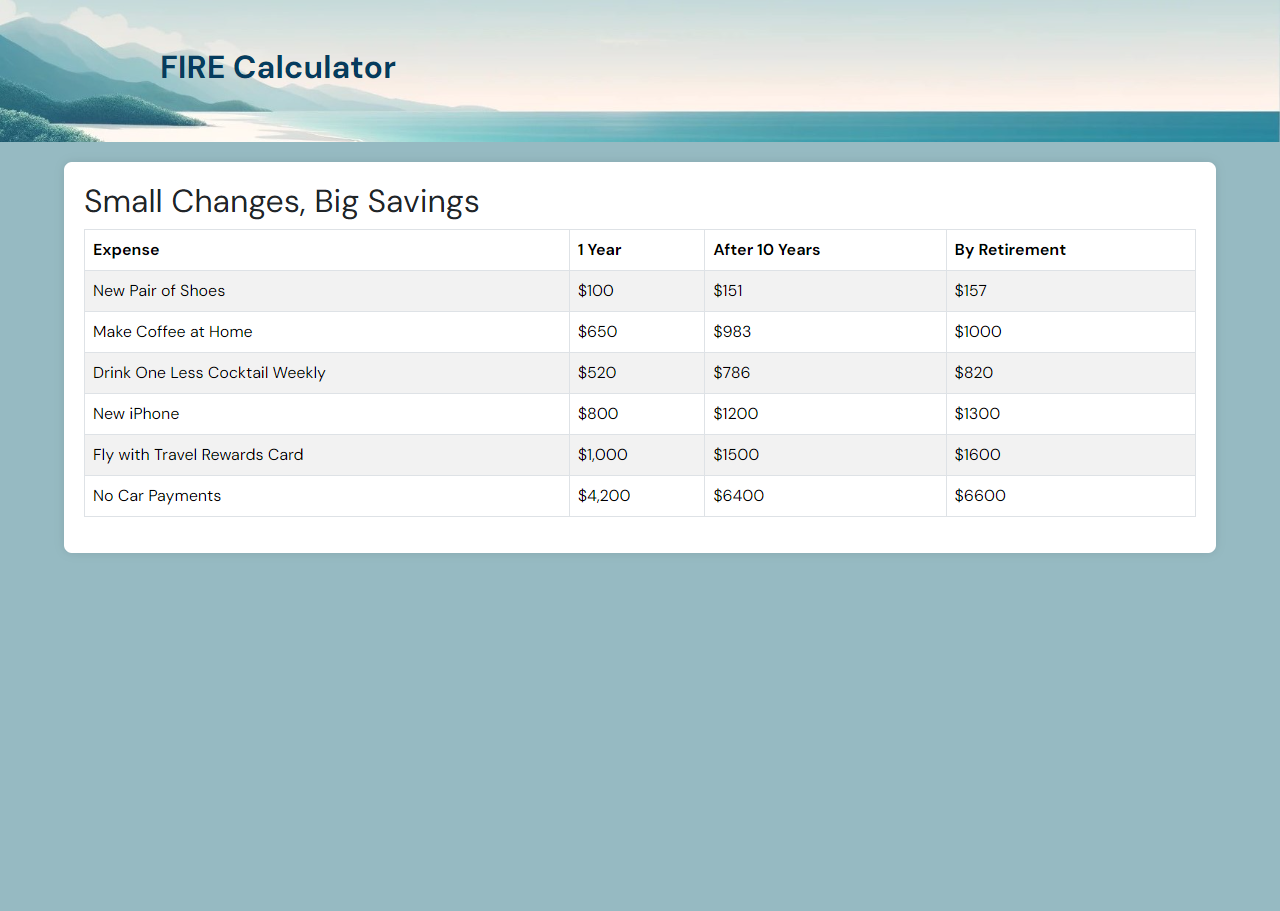 FIRE Calculator
Small Changes, Big Savings
Expense 1 Year After 10 Years By Retirement
New Pair of Shoes $100 $151 $157
Make Coffee at Home $650 $983 $1000
Drink One Less Cocktail Weekly $520 $786 $820
New iPhone $800 $1200 $1300
Fly with Travel Rewards Card $1,000 $1500 $1600
No Car Payments $4,200 $6400 $6600